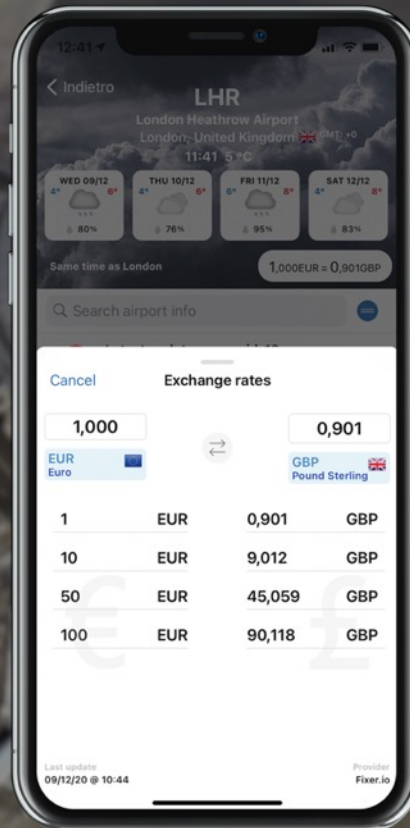 12:41
Indietro
LHR
London Heathrow Airport
London, United Kingdom GMT: +0
11:41 5 °C
WED 09/12 THU 10/12 FRI 11/12 SAT 12/12
4° 6° 4° 6° 6° 8° 4° 8°
80% 76% 95% 83%
Same time as London 1,000EUR = 0,901GBP
Search airport info
Cancel Exchange rates
1,000 0,901
EUR GBP
Euro Pound Sterling
1 EUR 0,901 GBP
10 EUR 9,012 GBP
50 EUR 45,059 GBP
100 EUR 90,118 GBP
€ £
Last update Provider
09/12/20 @ 10:44 Fixer.io